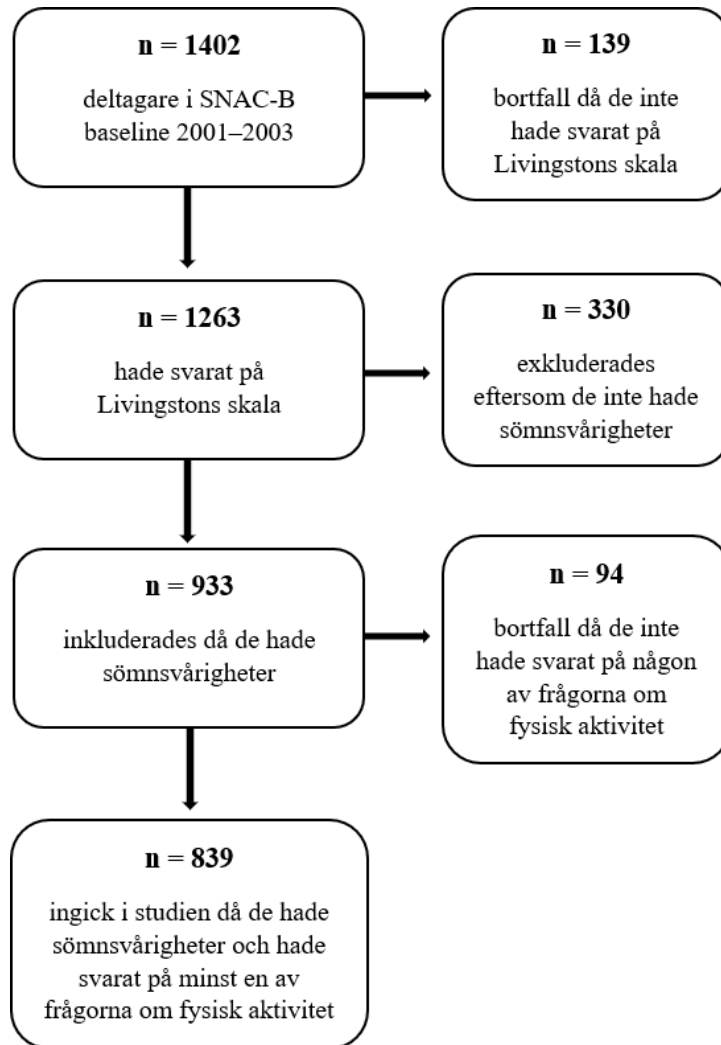 n = 1402
deltagare i SNAC-B
baseline 2001–2003
n = 139
bortfall då de inte
hade svarat på
Livingstons skala
n = 1263
hade svarat på
Livingstons skala
n = 330
exkluderades
eftersom de inte hade
sömnsvårigheter
n = 933
inkluderades då de hade
sömnsvårigheter
n = 94
bortfall då de inte
hade svarat på någon
av frågorna om
fysisk aktivitet
n = 839
ingick i studien då de hade
sömnsvårigheter och hade
svarat på minst en av
frågorna om fysisk aktivitet